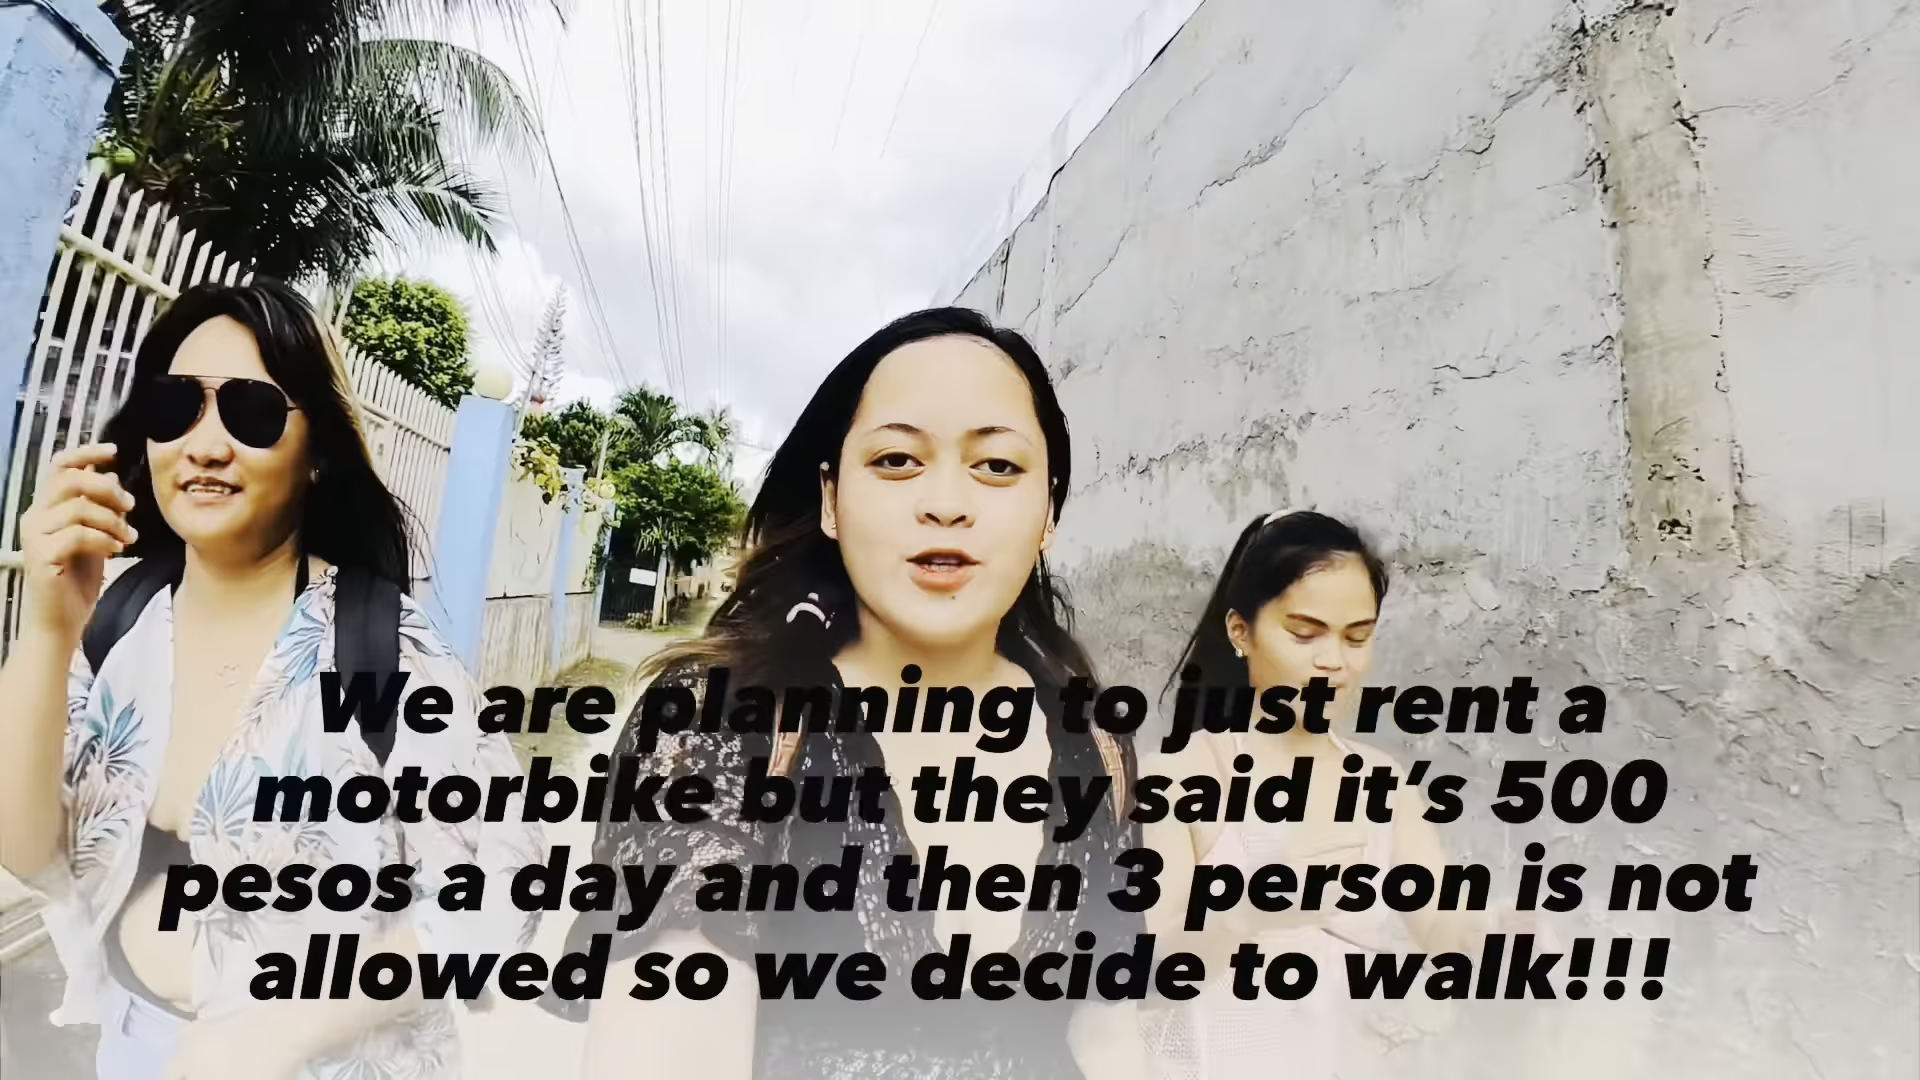 We are planning to just rent a
motorbike but they said it's 500
pesos a day and then 3 person is not
allowed so we decide to walk!!!